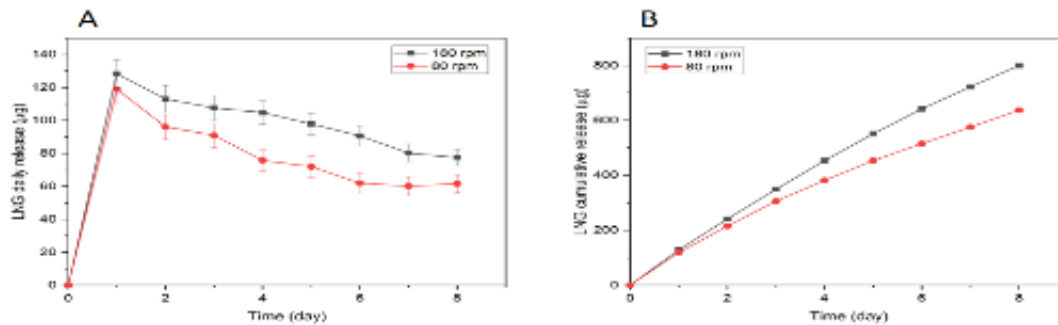 A
180 rpm
80 rpm
LNG daily release (µg)
140
120
100
80
60
40
20
0
0 2 4 6 8
Time (day)
B
180 rpm
80 rpm
LNG cumulative release (µg)
800
600
400
200
0
0 2 4 6 8
Time (day)